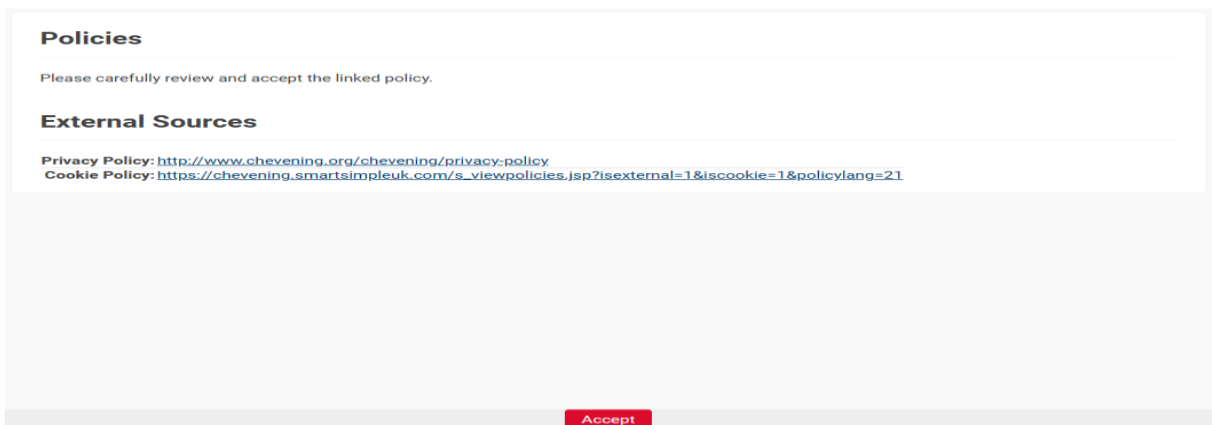 Policies
Please carefully review and accept the linked policy.
External Sources
Privacy Policy: http://www.chevening.org/chevening/privacy-policy
Cookie Policy: https://chevening.smartsimpleuk.com/s_viewpolicies.jsp?isexternal=1&iscookie=1&policylang=21
Accept